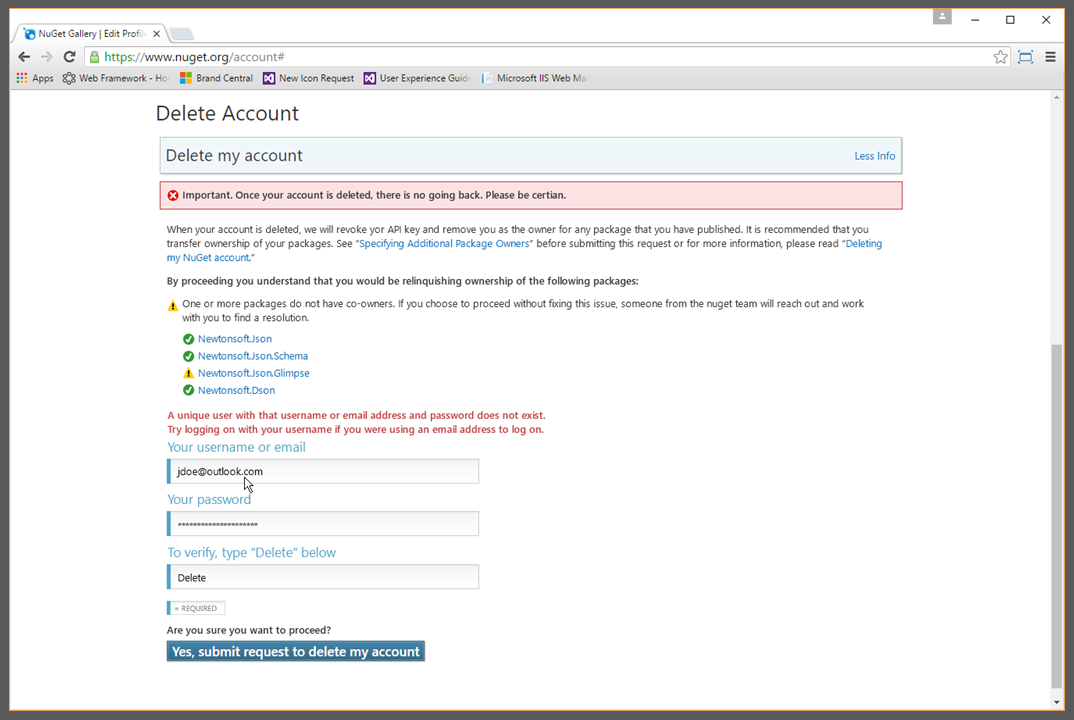 NuGet Gallery | Edit Profile
https://www.nuget.org/account#
Apps Web Framework - Ho Brand Central New Icon Request User Experience Guid Microsoft IIS Web Ma
Delete Account
Delete my account
Less Info
Important. Once your account is deleted, there is no going back. Please be certian.
When your account is deleted, we will revoke yor API key and remove you as the owner for any package that you have published. It is recommended that you
transfer ownership of your packages. See “Specifying Additional Package Owners” before submitting this request or for more information, please read “Deleting
my NuGet account.”
By proceeding you understand that you would be relinquishing ownership of the following packages:
One or more packages do not have co-owners. If you choose to proceed without fixing this issue, someone from the nuget team will reach out and work
with you to find a resolution.
Newtonsoft.Json
Newtonsoft.Json.Schema
Newtonsoft.Json.Glimpse
Newtonsoft.Dson
A unique user with that username or email address and password does not exist.
Try logging on with your username if you were using an email address to log on.
Your username or email
jdoe@outlook.com
Your password
*********************
To verify, type “Delete” below
Delete
= REQUIRED
Are you sure you want to proceed?
Yes, submit request to delete my account